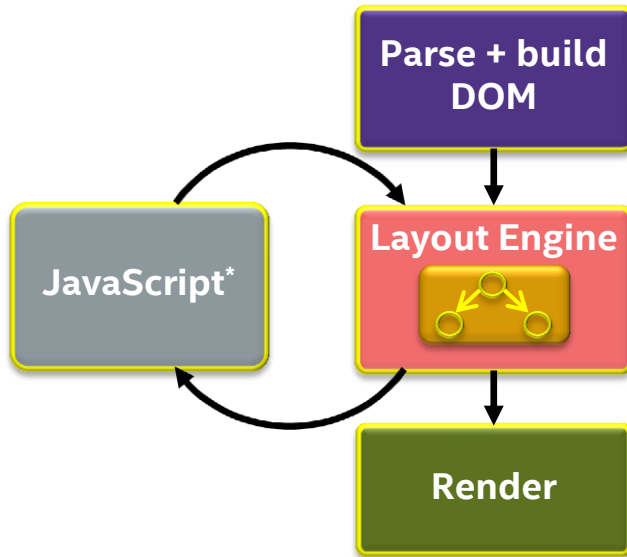 Parse + build
DOM
Layout Engine
JavaScript*
Render